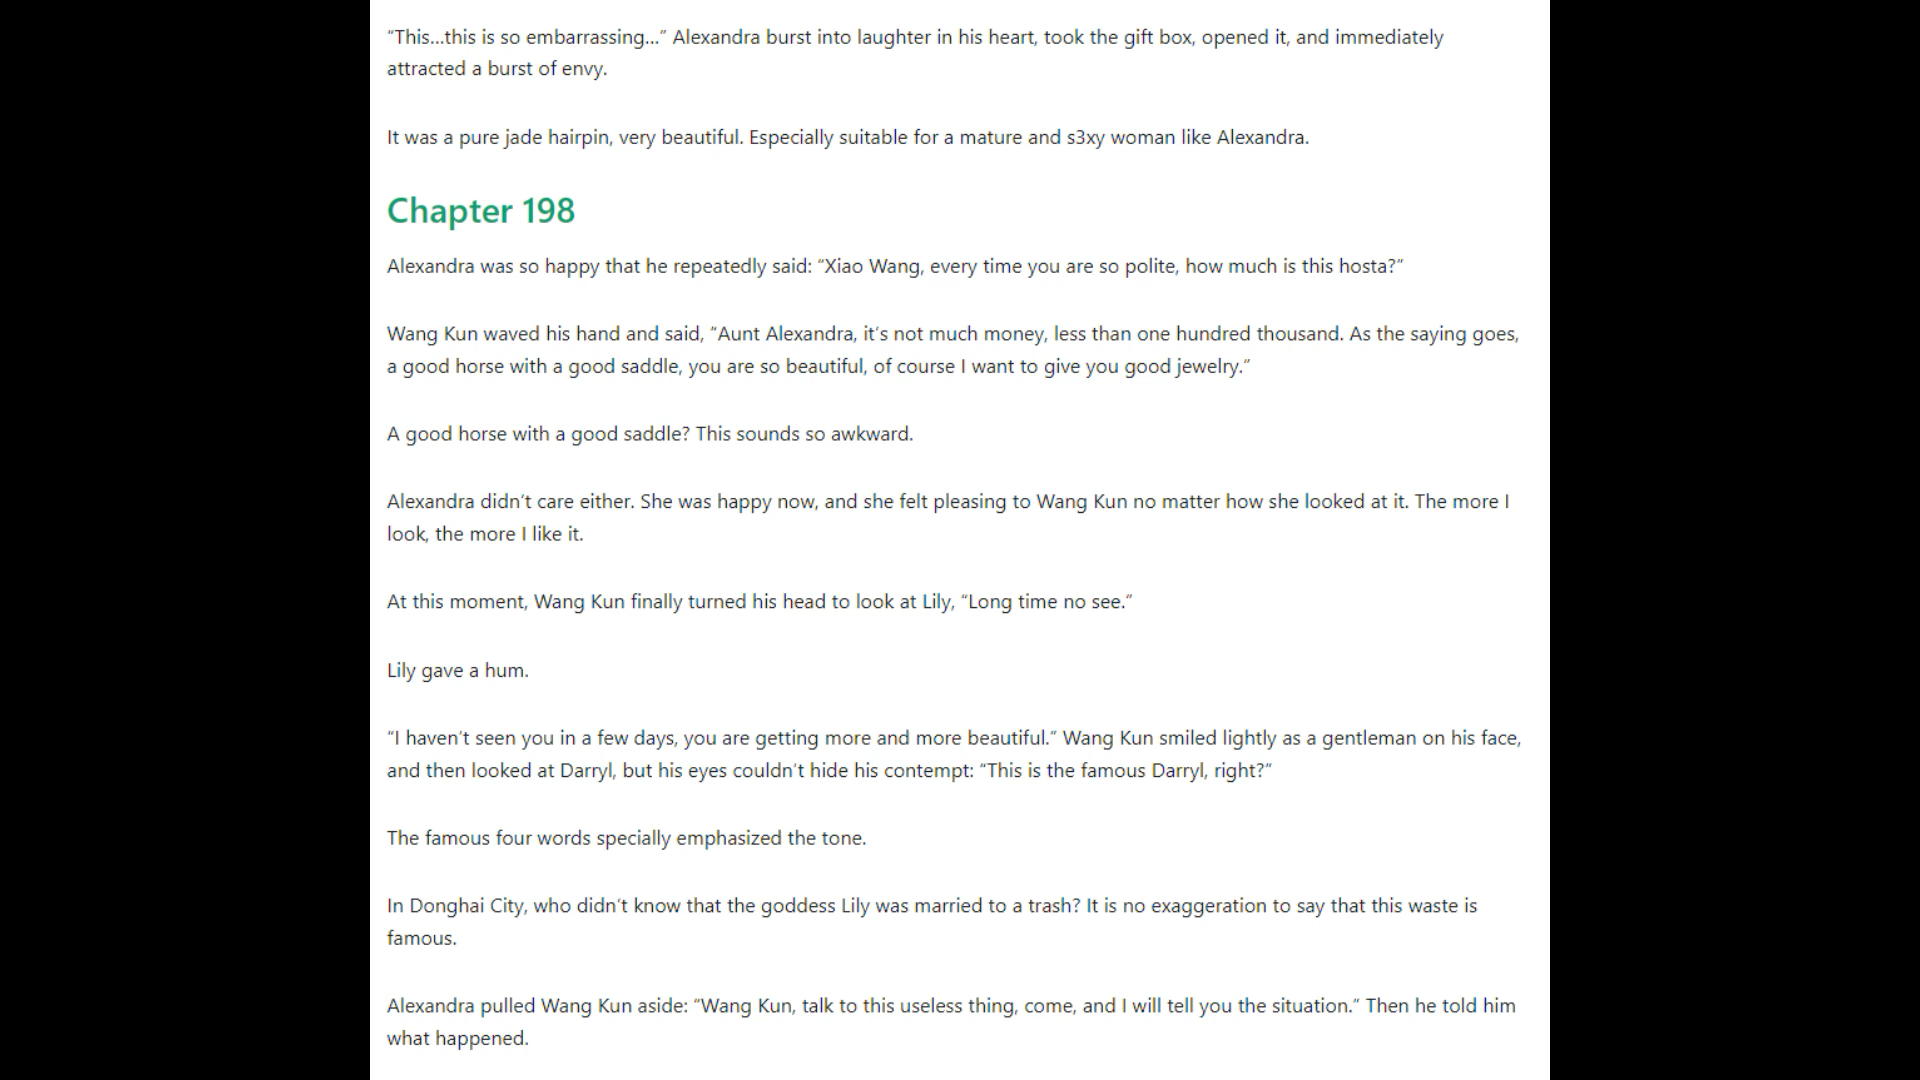 “This...this is so embarrassing...” Alexandra burst into laughter in his heart, took the gift box, opened it, and immediately
attracted a burst of envy.
It was a pure jade hairpin, very beautiful. Especially suitable for a mature and s3xy woman like Alexandra.
Chapter 198
Alexandra was so happy that he repeatedly said: “Xiao Wang, every time you are so polite, how much is this hosta?”
Wang Kun waved his hand and said, “Aunt Alexandra, it’s not much money, less than one hundred thousand. As the saying goes,
a good horse with a good saddle, you are so beautiful, of course I want to give you good jewelry.”
A good horse with a good saddle? This sounds so awkward.
Alexandra didn’t care either. She was happy now, and she felt pleasing to Wang Kun no matter how she looked at it. The more I
look, the more I like it.
At this moment, Wang Kun finally turned his head to look at Lily, “Long time no see.”
Lily gave a hum.
“I haven’t seen you in a few days, you are getting more and more beautiful.” Wang Kun smiled lightly as a gentleman on his face,
and then looked at Darryl, but his eyes couldn’t hide his contempt: “This is the famous Darryl, right?”
The famous four words specially emphasized the tone.
In Donghai City, who didn’t know that the goddess Lily was married to a trash? It is no exaggeration to say that this waste is
famous.
Alexandra pulled Wang Kun aside: “Wang Kun, talk to this useless thing, come, and I will tell you the situation.” Then he told him
what happened.